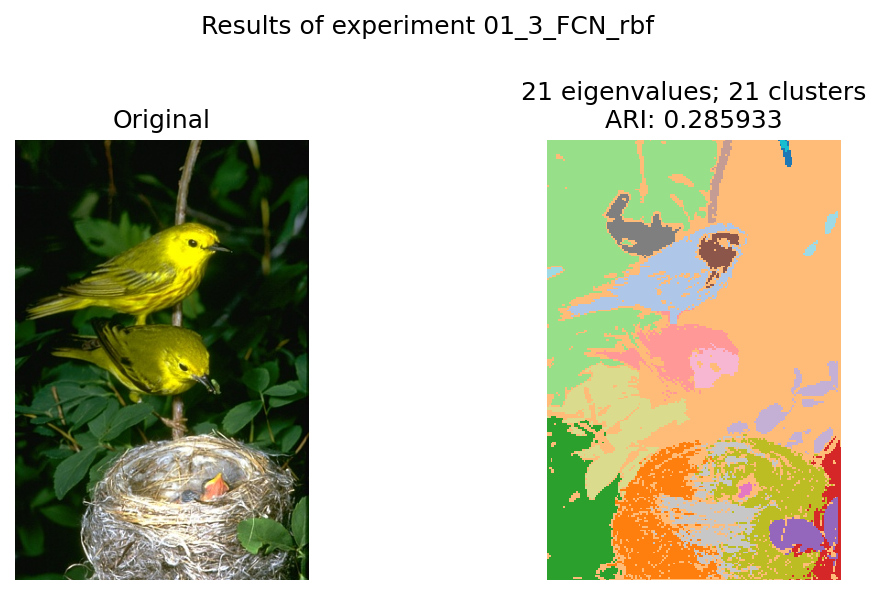 Results of experiment 01_3_FCN_rbf
Original
21 eigenvalues; 21 clusters
ARI: 0.285933